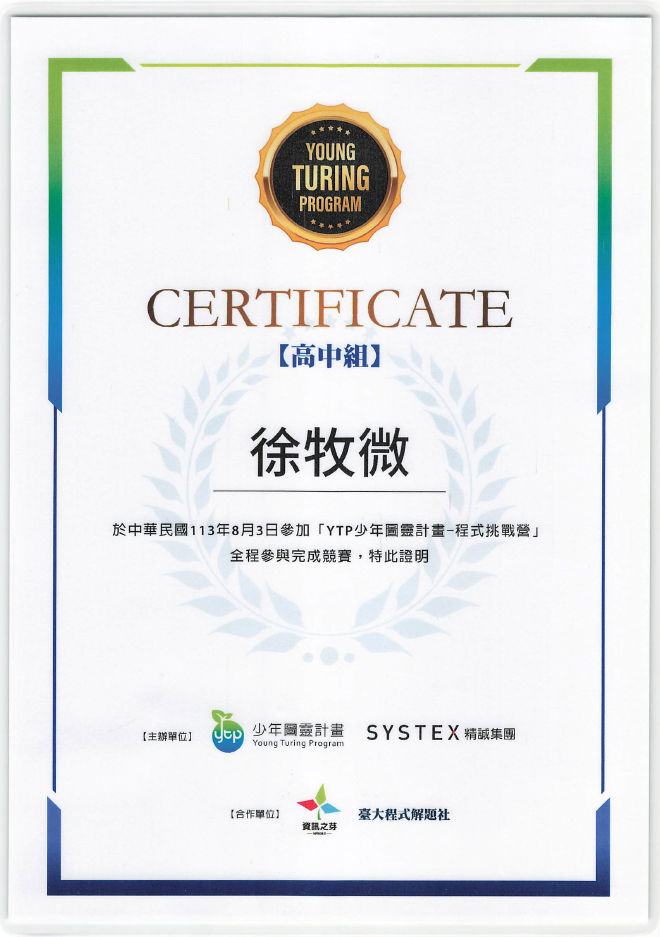 YOUNG
TURING
PROGRAM
CERTIFICATE
【高中組】
徐牧微
於中華民國113年8月3日參加「YTP少年圖靈計畫-程式挑戰營」
全程參與完成競賽，特此證明
【主辦單位】 ytp 少年圖靈計畫 SYSTEX 精誠集團
Young Turing Program
【合作單位】 資訊之芽 臺大程式解題社